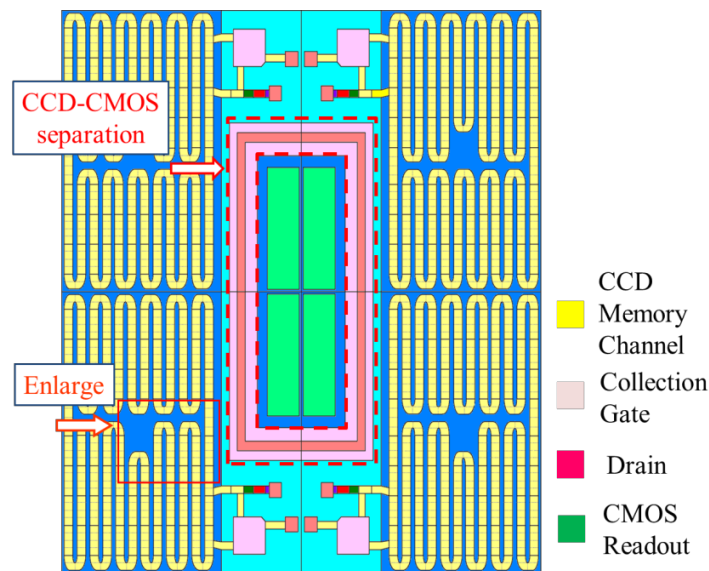 CCD-CMOS
separation
Enlarge
CCD
Memory
Channel
Collection
Gate
Drain
CMOS
Readout